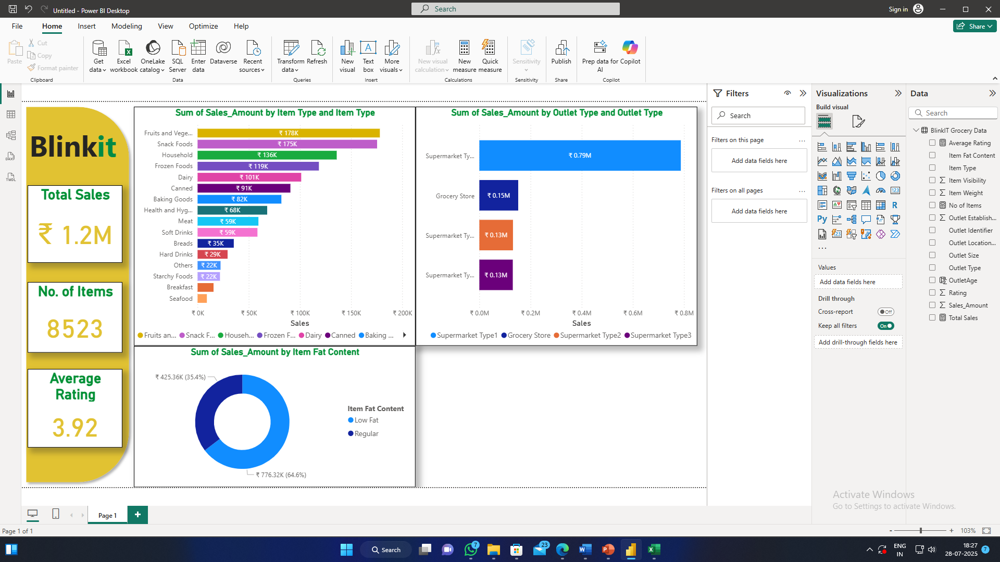 Untitled - Power BI Desktop
Search
Sign in
File
Home
Insert
Modeling
View
Optimize
Help
Share
Paste
Cut
Copy
Format painter
Clipboard
Get data
Excel workbook
OneLake catalog
SQL Server
Enter data
Dataverse
Recent sources
Data
Transform data
Refresh
Queries
New visual
Text box
More visuals
Insert
New visual calculation
New measure
Quick measure
Calculations
Sensitivity
Sensitivity
Publish
Share
Prep data for AI
Copilot
Copilot
DAX
TMDL
Blinkit
Total Sales
₹ 1.2M
No. of Items
8523
Average
Rating
3.92
Sum of Sales_Amount by Item Type and Item Type
Fruits and Vege... ₹ 178K
Snack Foods ₹ 175K
Household ₹ 136K
Frozen Foods ₹ 119K
Dairy ₹ 101K
Canned ₹ 91K
Baking Goods ₹ 82K
Health and Hyg... ₹ 68K
Meat ₹ 59K
Soft Drinks ₹ 59K
Breads ₹ 35K
Hard Drinks ₹ 29K
Others ₹ 22K
Starchy Foods ₹ 22K
Breakfast
Seafood
₹ 0K ₹ 50K ₹ 100K ₹ 150K ₹ 200K
Sales
Fruits an... Snack F... Househ... Frozen F... Dairy Canned Baking ...
Sum of Sales_Amount by Outlet Type and Outlet Type
Supermarket Ty... ₹ 0.79M
Grocery Store ₹ 0.15M
Supermarket Ty... ₹ 0.13M
Supermarket Ty... ₹ 0.13M
₹ 0.0M ₹ 0.2M ₹ 0.4M ₹ 0.6M ₹ 0.8M
Sales
Supermarket Type1 Grocery Store Supermarket Type2 Supermarket Type3
Sum of Sales_Amount by Item Fat Content
₹ 425.36K (35.4%)
₹ 776.32K (64.6%)
Item Fat Content
Low Fat
Regular
Filters
Search
Filters on this page ...
Add data fields here
Filters on all pages ...
Add data fields here
Visualizations
Build visual
123
R
Py
123
...
Values
Add data fields here
Drill through
Cross-report Off
Keep all filters On
Add drill-through fields here
Data
Search
BlinkIT Grocery Data
Average Rating
Item Fat Content
Item Type
Item Visibility
Item Weight
No of Items
Outlet Establish...
Outlet Identifier
Outlet Location...
Outlet Size
Outlet Type
OutletAge
Rating
Sales_Amount
Total Sales
Activate Windows
Go to Settings to activate Windows.
Page 1
+
Page 1 of 1
- + 103%
Search
7
23
W
P
X
ENG
IN
18:27
28-07-2025
7